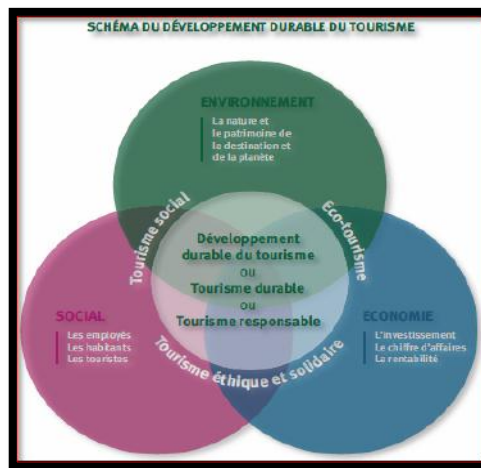 SCHÉMA DU DÉVELOPPEMENT DURABLE DU TOURISME
ENVIRONNEMENT
La nature et
le patrimoine de
la destination et
de la planète
Tourisme social
Eco-tourisme
Développement
durable du tourisme
ou
Tourisme durable
ou
Tourisme responsable
SOCIAL
Les employés
Les habitants
Les touristes
ECONOMIE
L'investissement
Le chiffre d'affaires
La rentabilité
Tourisme éthique et solidaire